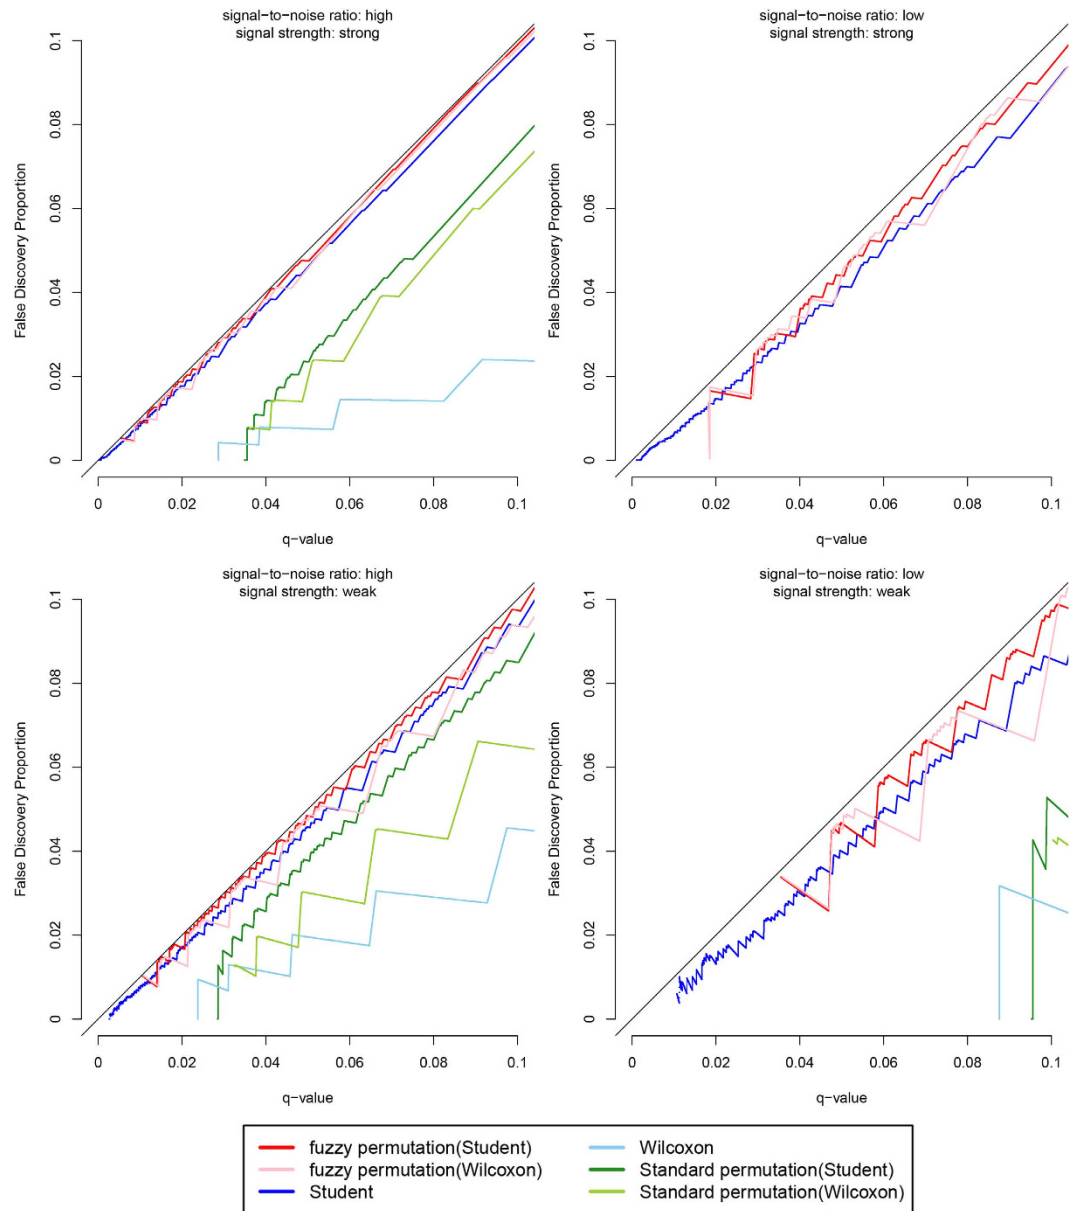 signal-to-noise ratio: high
signal strength: strong
False Discovery Proportion
0.1
0.08
0.06
0.04
0.02
0
0 0.02 0.04 0.06 0.08 0.1
q-value
signal-to-noise ratio: low
signal strength: strong
False Discovery Proportion
0.1
0.08
0.06
0.04
0.02
0
0 0.02 0.04 0.06 0.08 0.1
q-value
signal-to-noise ratio: high
signal strength: weak
False Discovery Proportion
0.1
0.08
0.06
0.04
0.02
0
0 0.02 0.04 0.06 0.08 0.1
q-value
signal-to-noise ratio: low
signal strength: weak
False Discovery Proportion
0.1
0.08
0.06
0.04
0.02
0
0 0.02 0.04 0.06 0.08 0.1
q-value
fuzzy permutation(Student)
fuzzy permutation(Wilcoxon)
Student
Wilcoxon
Standard permutation(Student)
Standard permutation(Wilcoxon)